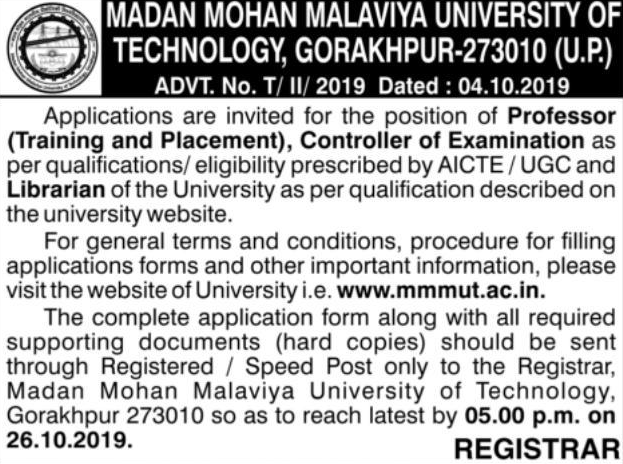 MADAN MOHAN MALAVIYA UNIVERSITY OF
TECHNOLOGY, GORAKHPUR-273010 (U.P.)
ADVT. No. T/ II/ 2019 Dated : 04.10.2019
Applications are invited for the position of Professor
(Training and Placement), Controller of Examination as
per qualifications/ eligibility prescribed by AICTE / UGC and
Librarian of the University as per qualification described on
the university website.
For general terms and conditions, procedure for filling
applications forms and other important information, please
visit the website of University i.e. www.mmmut.ac.in.
The complete application form along with all required
supporting documents (hard copies) should be sent
through Registered / Speed Post only to the Registrar,
Madan Mohan Malaviya University of Technology,
Gorakhpur 273010 so as to reach latest by 05.00 p.m. on
26.10.2019.
REGISTRAR